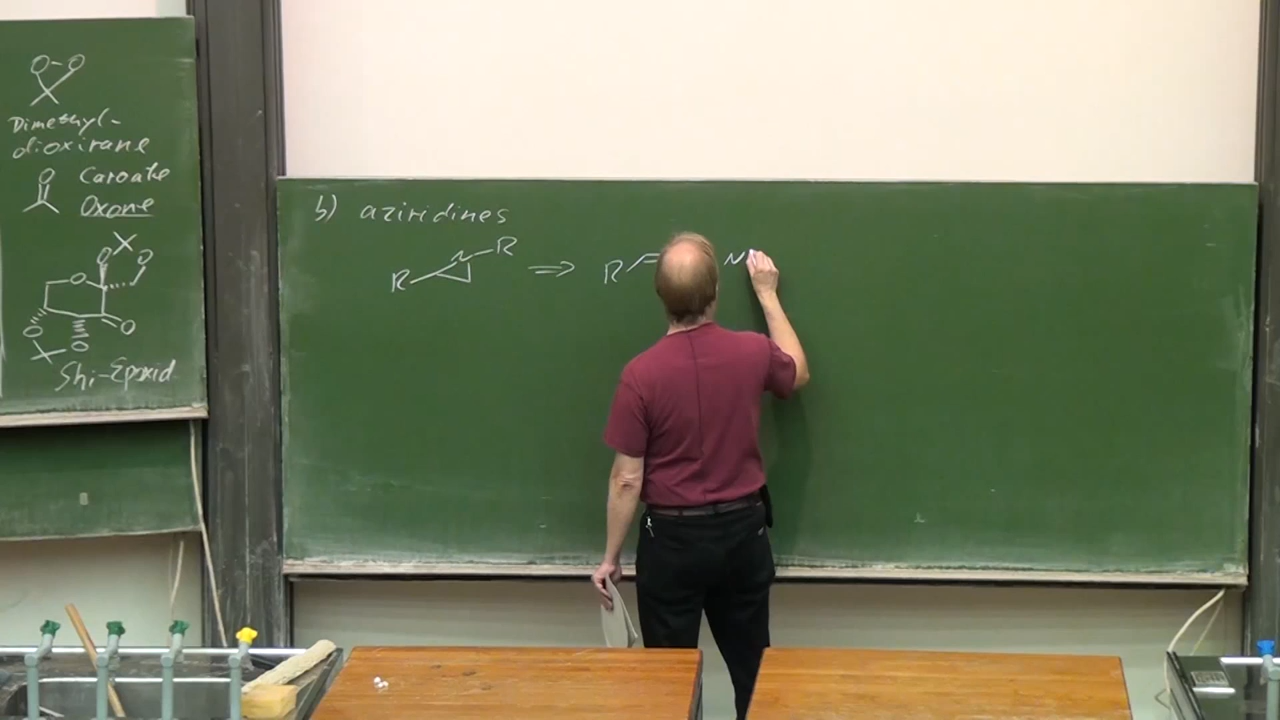 O-O
Dimethyl-
dioxirane
O Caroate
Oxone
O O
O
O O
O
Shi-Epoxid
b) aziridines
R N R ⇒ R N